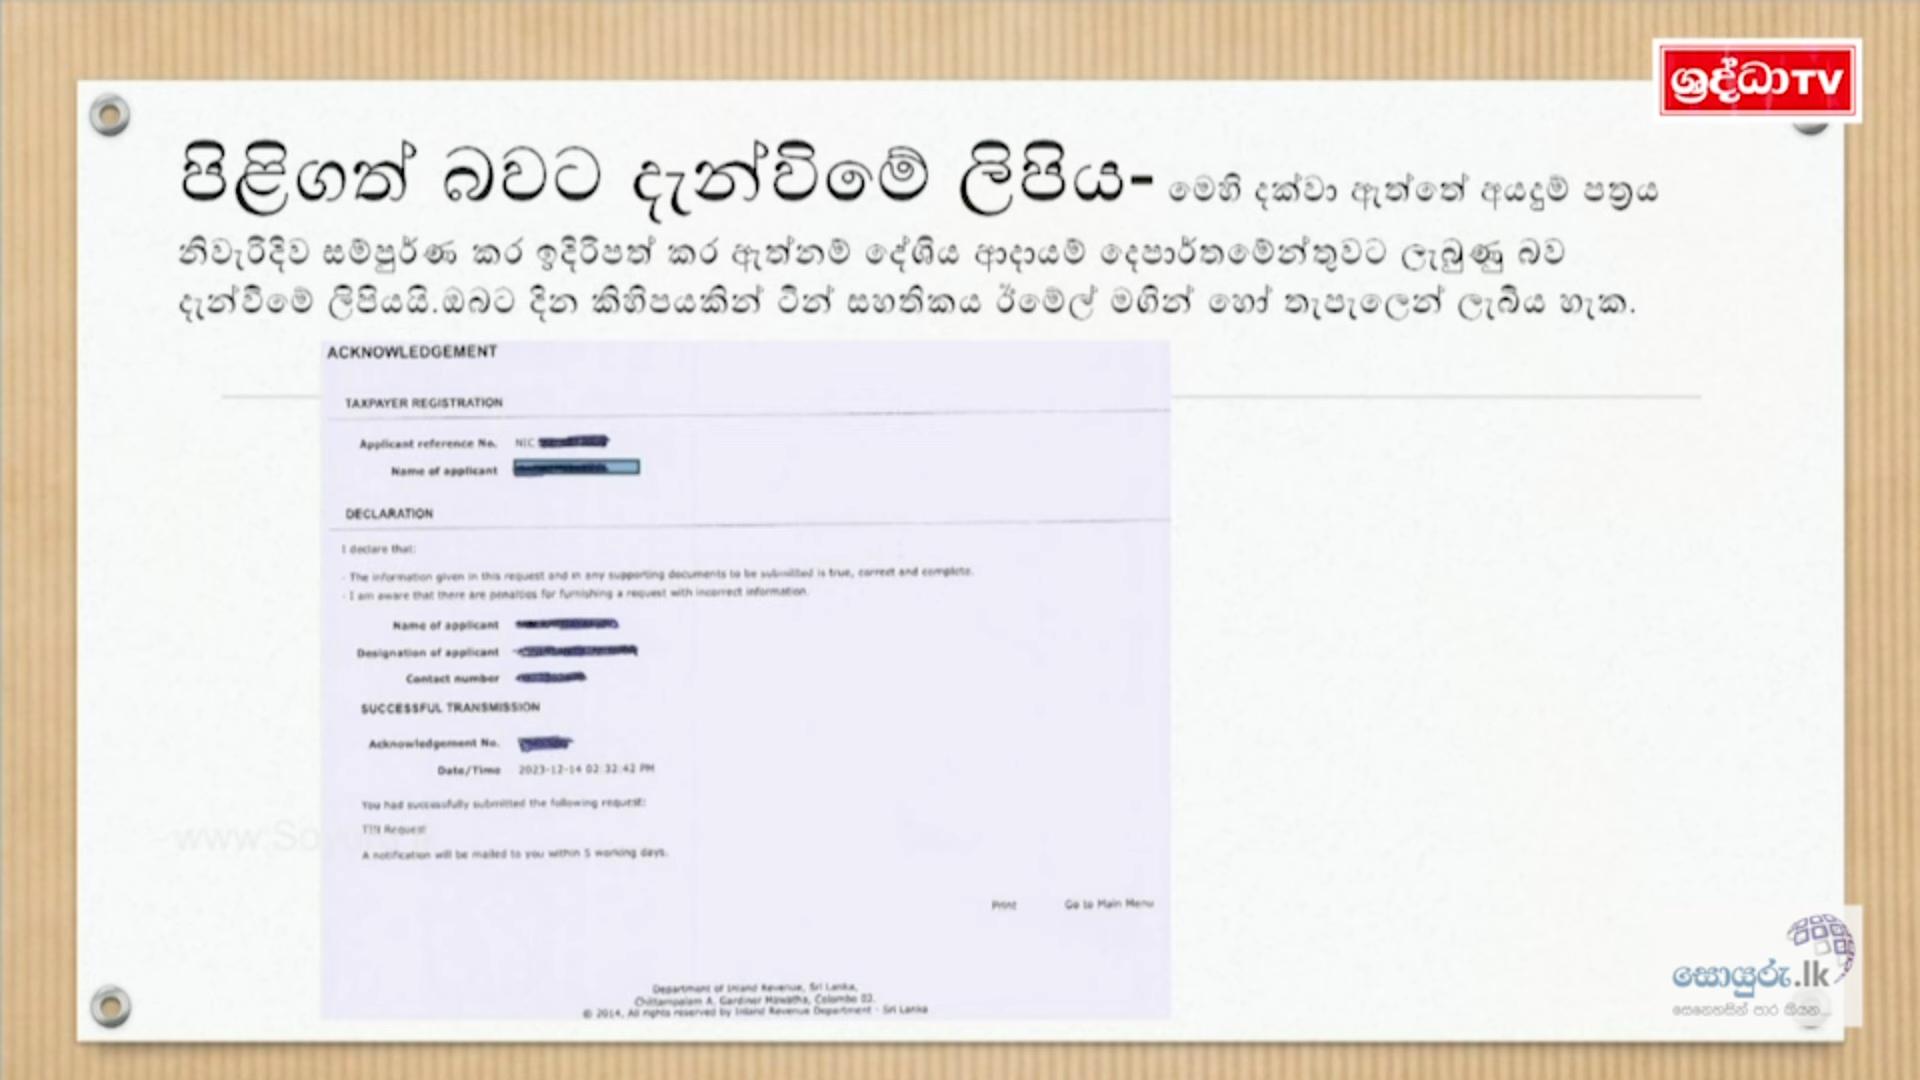 ශ්‍රද්ධාTV
පිළිගත් බවට දැන්විමේ ලිපිය- මෙහි දක්වා ඇත්තේ අයදුම් පත්‍රය
නිවැරිදිව සම්පුර්ණ කර ඉදිරිපත් කර ඇත්නම් දේශිය ආදායම් දෙපාර්තමේන්තුවට ලැබුණු බව
දැන්වීමේ ලිපියයි.ඔබට දින කිහිපයකින් ටින් සහතිකය ඊමේල් මගින් හෝ තැපැලෙන් ලැබිය හැක.
ACKNOWLEDGEMENT
TAXPAYER REGISTRATION
Applicant reference No. NIC
Name of applicant
DECLARATION
I declare that:
- The information given in this request and in any supporting documents to be submitted is true, correct and complete.
- I am aware that there are penalties for furnishing a request with incorrect information.
Name of applicant
Designation of applicant
Contact number
SUCCESSFUL TRANSMISSION
Acknowledgement No.
Date/Time 2023-12-14 02:32:42 PM
You had successfully submitted the following request:
TIN Request
A notification will be mailed to you within 5 working days.
Print Go to Main Menu
Department of Inland Revenue, Sri Lanka,
Chittampalam A. Gardiner Mawatha, Colombo 02.
© 2014, All rights reserved by Inland Revenue Department - Sri Lanka
සොයුරු.lk
සෙනෙහසින් පාර කියන...